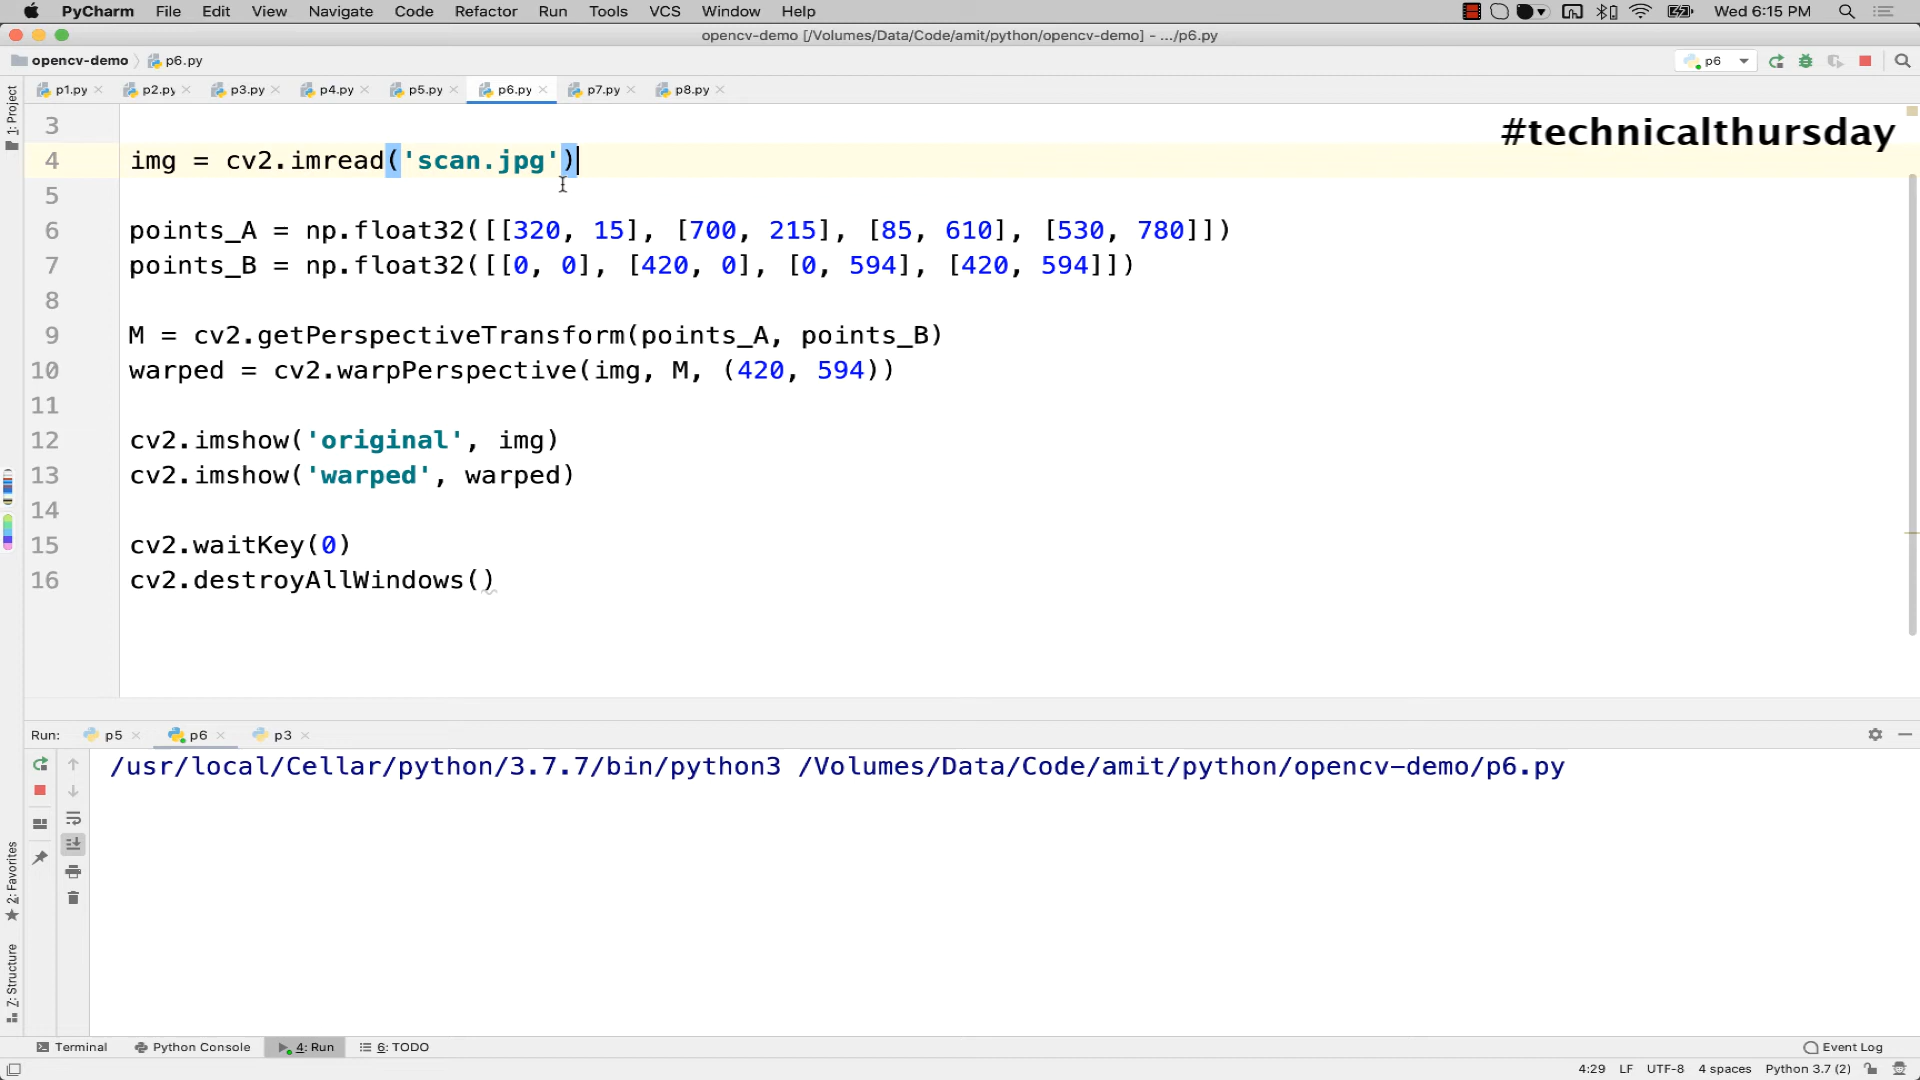 PyCharm File Edit View Navigate Code Refactor Run Tools VCS Window Help Wed 6:15 PM
opencv-demo [/Volumes/Data/Code/amit/python/opencv-demo] - .../p6.py
opencv-demo p6.py p6
1: Project
p1.py p2.py p3.py p4.py p5.py p6.py p7.py p8.py
#technicalthursday
3
4 img = cv2.imread('scan.jpg')
5
6 points_A = np.float32([[320, 15], [700, 215], [85, 610], [530, 780]])
7 points_B = np.float32([[0, 0], [420, 0], [0, 594], [420, 594]])
8
9 M = cv2.getPerspectiveTransform(points_A, points_B)
10 warped = cv2.warpPerspective(img, M, (420, 594))
11
12 cv2.imshow('original', img)
13 cv2.imshow('warped', warped)
14
15 cv2.waitKey(0)
16 cv2.destroyAllWindows()
Run: p5 p6 p3
/usr/local/Cellar/python/3.7.7/bin/python3 /Volumes/Data/Code/amit/python/opencv-demo/p6.py
2: Favorites
Z: Structure
Terminal Python Console 4: Run 6: TODO Event Log
4:29 LF UTF-8 4 spaces Python 3.7 (2)